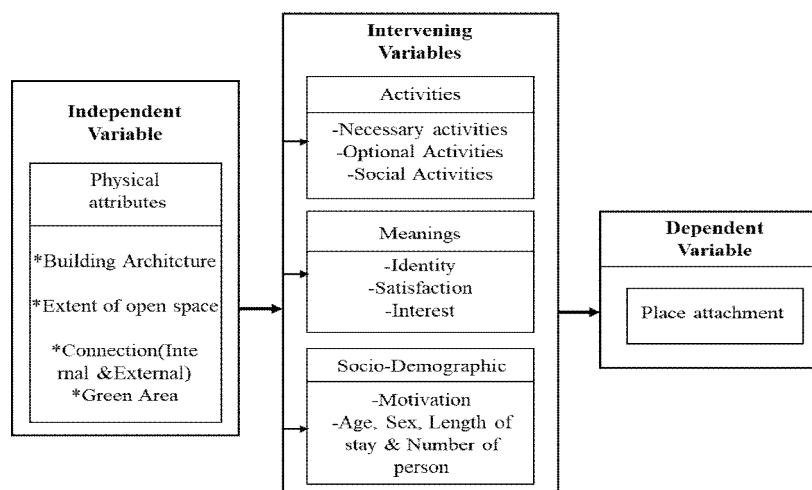 Independent
Variable
Physical
attributes
*Building Architcture
*Extent of open space
*Connection(Inte
rnal &External)
*Green Area
Intervening
Variables
Activities
-Necessary activities
-Optional Activities
-Social Activities
Meanings
-Identity
-Satisfaction
-Interest
Socio-Demographic
-Motivation
-Age, Sex, Length of
stay & Number of
person
Dependent
Variable
Place attachment